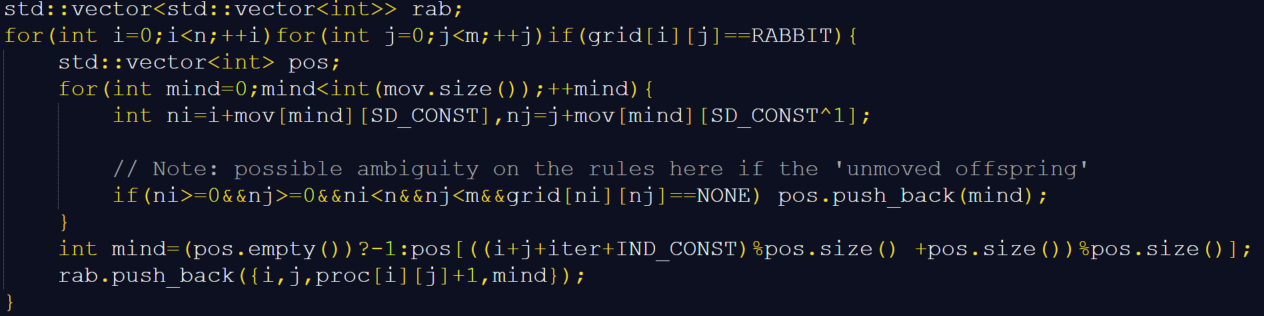 std::vector<std::vector<int>> rab;
for(int i=0;i<n;++i)for(int j=0;j<m;++j)if(grid[i][j]==RABBIT){
    std::vector<int> pos;
    for(int mind=0;mind<int(mov.size());++mind){
        int ni=i+mov[mind][SD_CONST],nj=j+mov[mind][SD_CONST^1];

        // Note: possible ambiguity on the rules here if the 'unmoved offspring'
        if(ni>=0&&nj>=0&&ni<n&&nj<m&&grid[ni][nj]==NONE) pos.push_back(mind);
    }
    int mind=(pos.empty())?-1:pos[((i+j+iter+IND_CONST)%pos.size() +pos.size())%pos.size()];
    rab.push_back({i,j,proc[i][j]+1,mind});
}